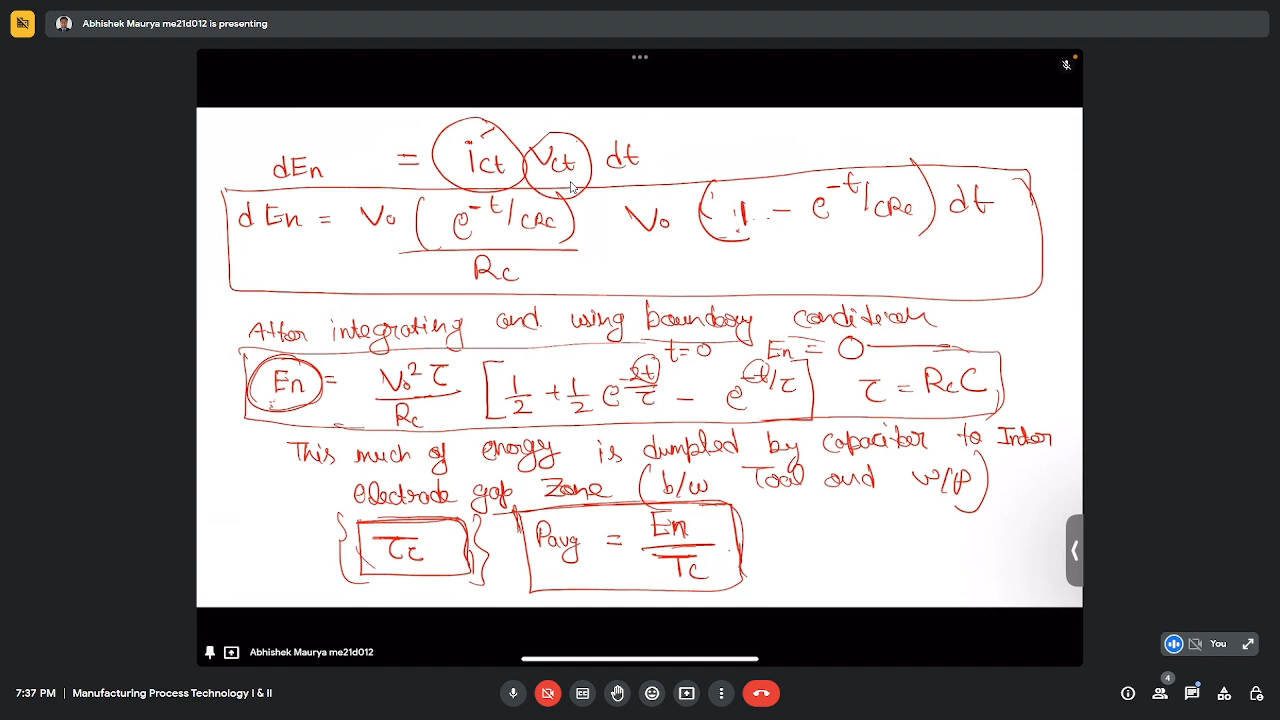 Abhishek Maurya me21d012 is presenting
dEn = ict Vct dt
dEn = Vo (e^-t/CRc) / Rc Vo (1 - e^-t/CRc) dt
After integrating and using boundary condition
t=0 En = 0
En = Vo² τ / Rc [1/2 + 1/2 e^-2t/τ - e^-t/τ] τ = RcC
This much of energy is dumpled by capacitor to Inter
electrode gap zone (b/w Tool and w/p)
{τc} Pavg = En / Tc
Abhishek Maurya me21d012
You
4
7:37 PM | Manufacturing Process Technology I & II